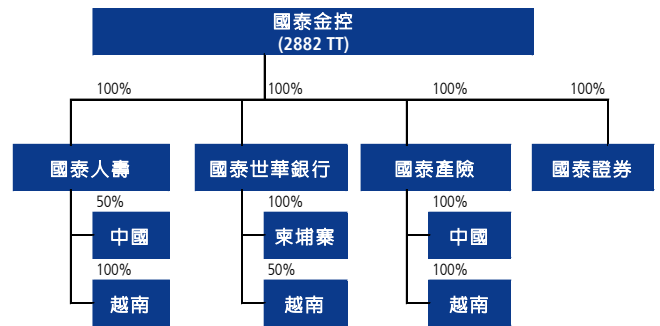 國泰金控
(2882 TT)
100%
100%
100%
100%
國泰人壽
國泰世華銀行
國泰產險
國泰證券
50%
100%
100%
中國
柬埔寨
中國
100%
50%
100%
越南
越南
越南